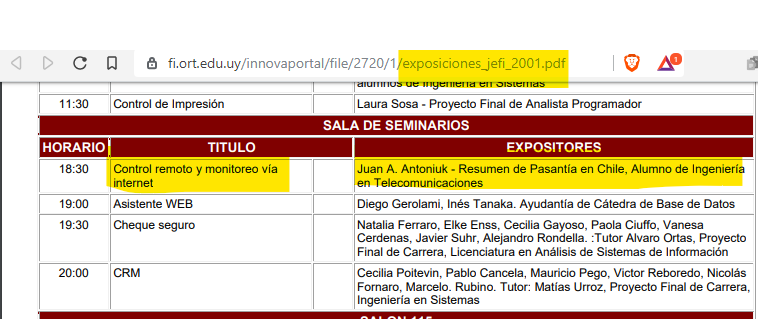 fi.ort.edu.uy/innovaportal/file/2720/1/exposiciones_jefi_2001.pdf
1
alumnos de Ingeniería en Sistemas
11:30 Control de Impresión Laura Sosa - Proyecto Final de Analista Programador
SALA DE SEMINARIOS
HORARIO TITULO EXPOSITORES
18:30 Control remoto y monitoreo vía Juan A. Antoniuk - Resumen de Pasantía en Chile, Alumno de Ingeniería
internet en Telecomunicaciones
19:00 Asistente WEB Diego Gerolami, Inés Tanaka. Ayudantía de Cátedra de Base de Datos
19:30 Cheque seguro Natalia Ferraro, Elke Enss, Cecilia Gayoso, Paola Ciuffo, Vanesa
Cerdenas, Javier Suhr, Alejandro Rondella. :Tutor Alvaro Ortas, Proyecto
Final de Carrera, Licenciatura en Análisis de Sistemas de Información
20:00 CRM Cecilia Poitevin, Pablo Cancela, Mauricio Pego, Victor Reboredo, Nicolás
Fornaro, Marcelo. Rubino. Tutor: Matías Urroz, Proyecto Final de Carrera,
Ingeniería en Sistemas
SALON 115